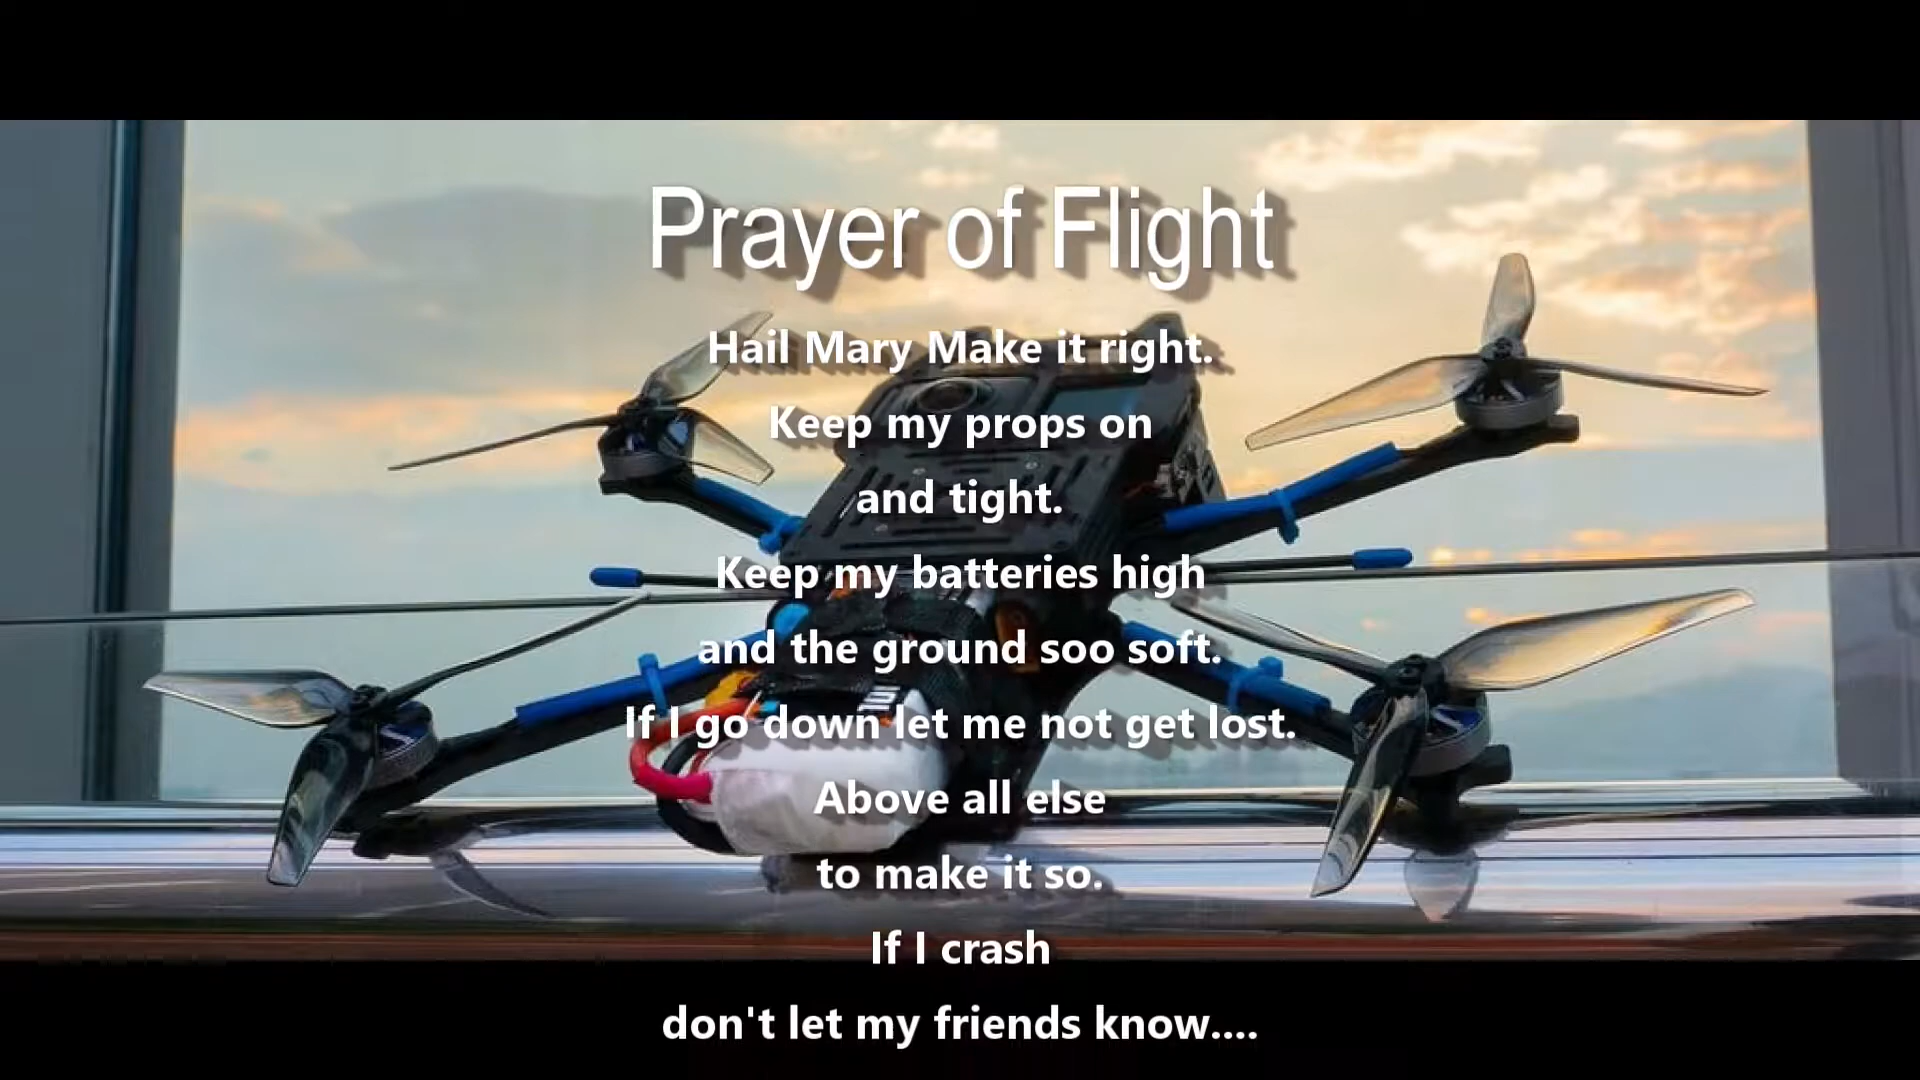 Prayer of Flight
Hail Mary Make it right.
Keep my props on
and tight.
Keep my batteries high
and the ground soo soft.
If I go down let me not get lost.
Above all else
to make it so.
If I crash
don't let my friends know....